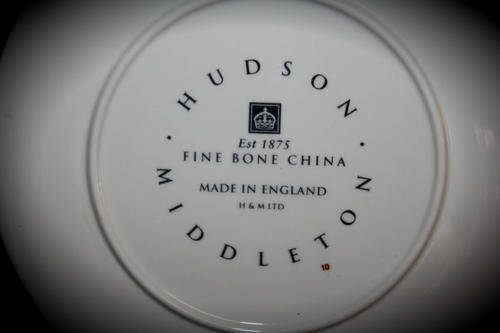 HUDSON
Est 1875
FINE BONE CHINA
MADE IN ENGLAND
H & M LTD
MIDDLETON
10